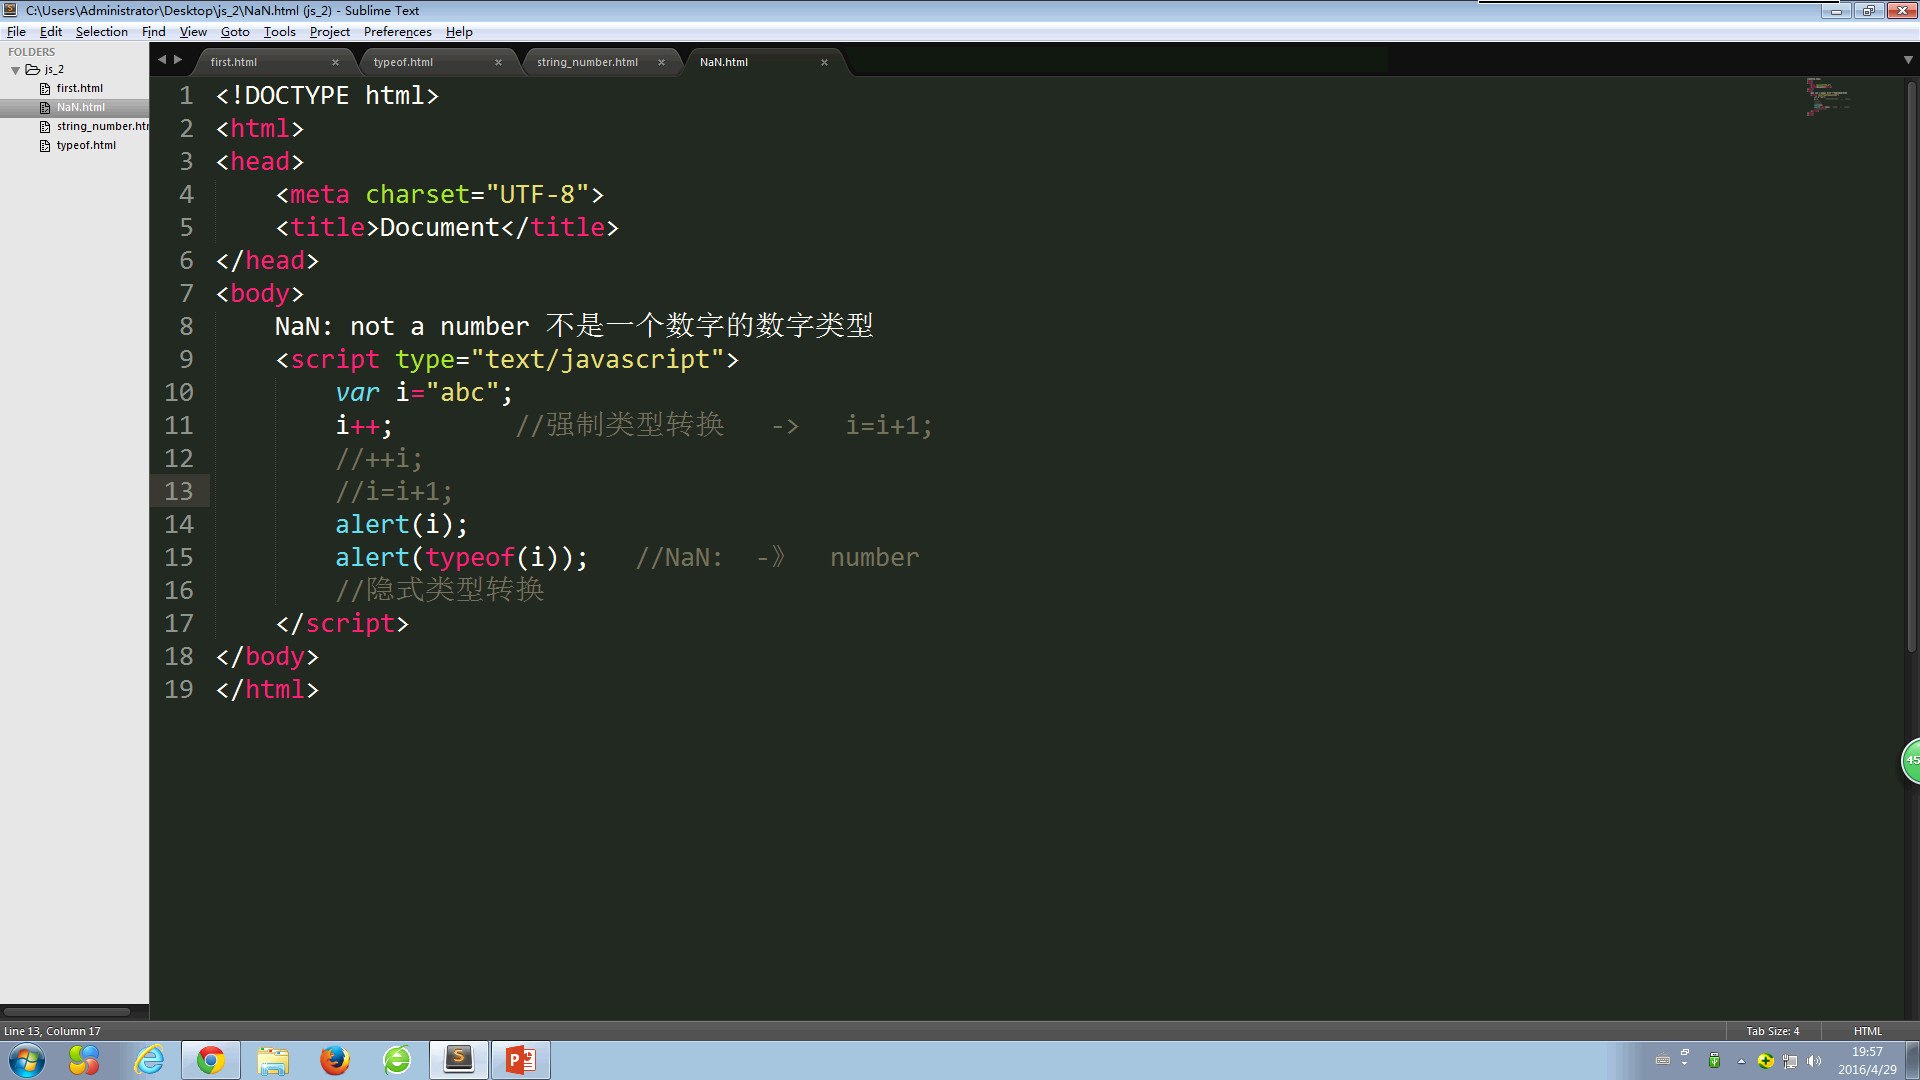 C:\Users\Administrator\Desktop\js_2\NaN.html (js_2) - Sublime Text
File Edit Selection Find View Goto Tools Project Preferences Help
FOLDERS
js_2
first.html
NaN.html
string_number.htm
typeof.html
first.html typeof.html string_number.html NaN.html
1 <!DOCTYPE html>
2 <html>
3 <head>
4 <meta charset="UTF-8">
5 <title>Document</title>
6 </head>
7 <body>
8 NaN: not a number 不是一个数字的数字类型
9 <script type="text/javascript">
10 var i="abc";
11 i++; //强制类型转换 -> i=i+1;
12 //++i;
13 //i=i+1;
14 alert(i);
15 alert(typeof(i)); //NaN: -》 number
16 //隐式类型转换
17 </script>
18 </body>
19 </html>
45
Line 13, Column 17 Tab Size: 4 HTML
19:57
2016/4/29